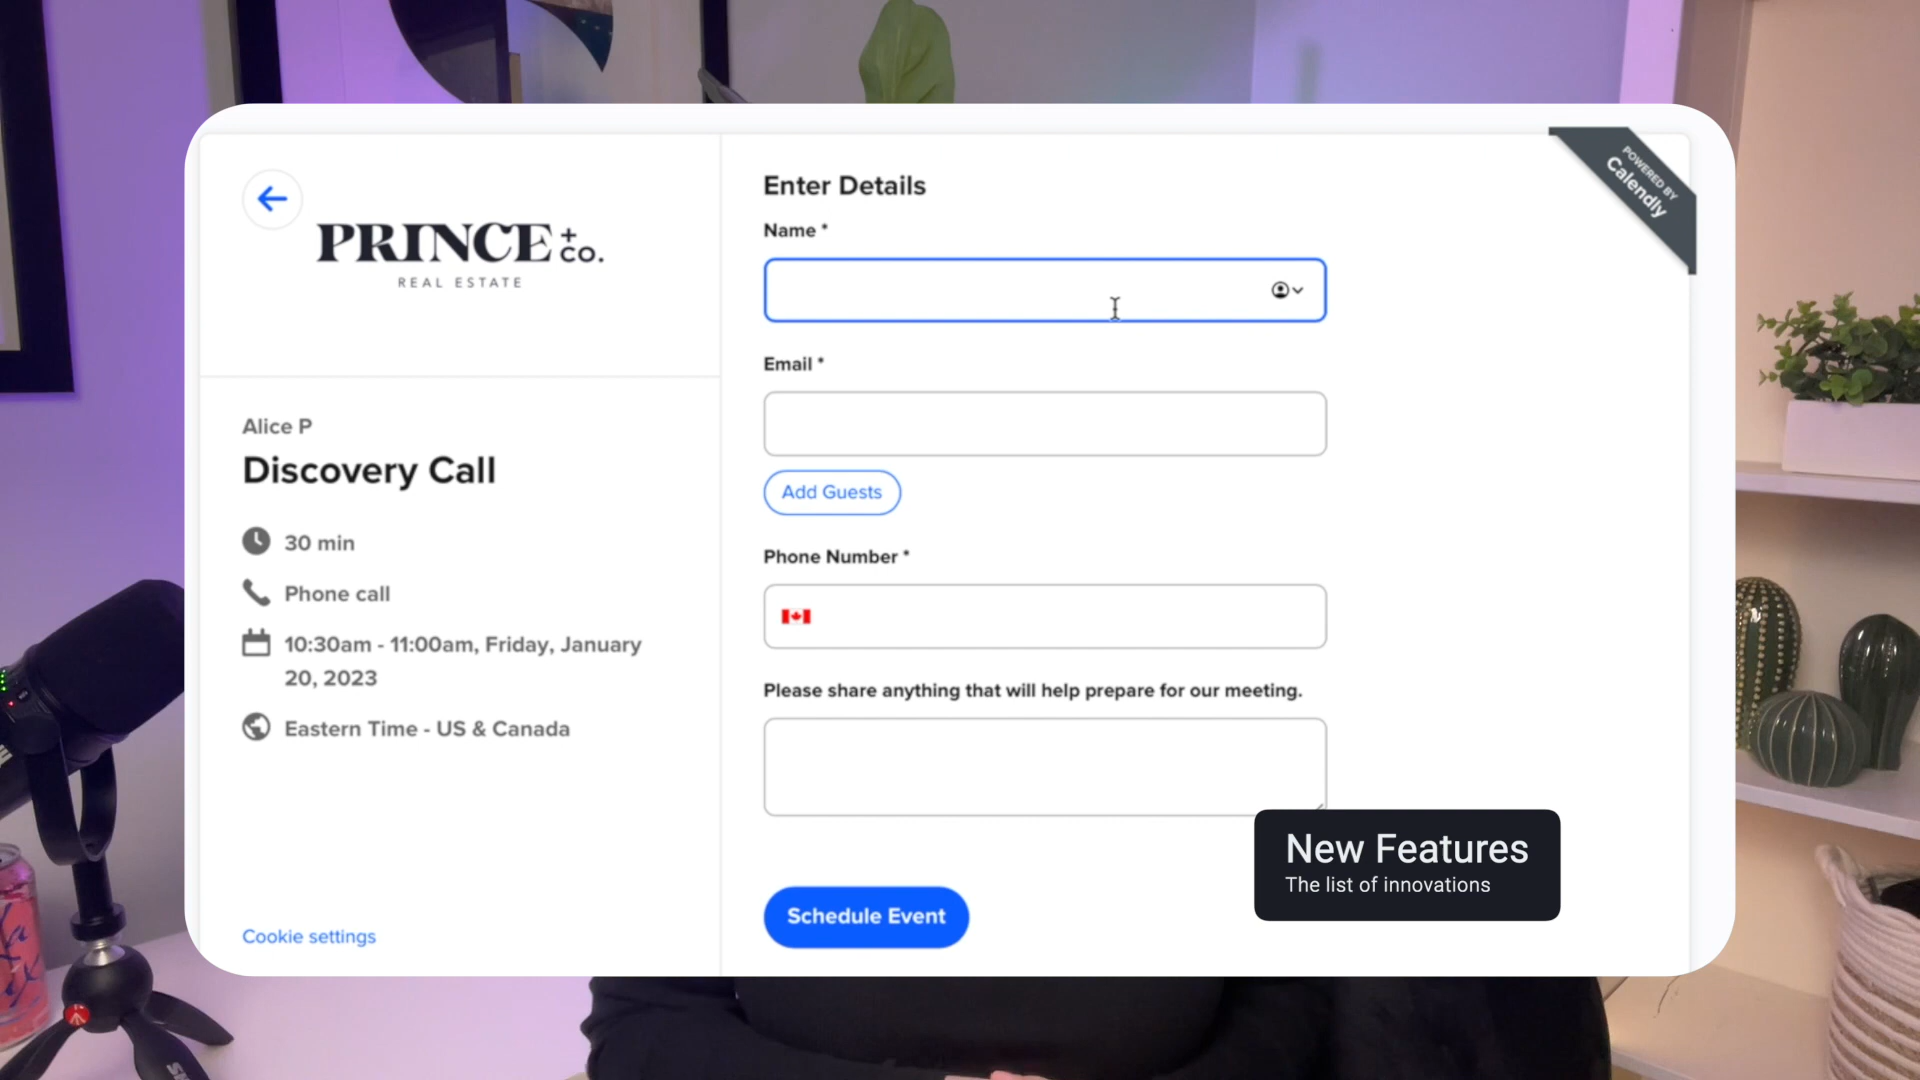 PRINCE + co.
REAL ESTATE
Alice P
Discovery Call
30 min
Phone call
10:30am - 11:00am, Friday, January
20, 2023
Eastern Time - US & Canada
Cookie settings
Enter Details
Name *
Email *
Add Guests
Phone Number *
Please share anything that will help prepare for our meeting.
Schedule Event
POWERED BY
Calendly
New Features
The list of innovations